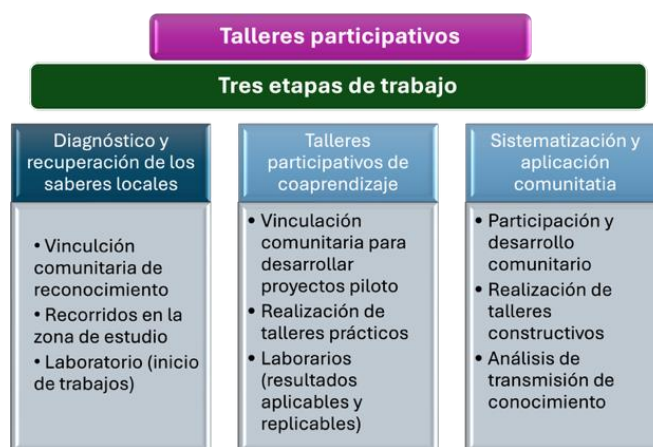 Talleres participativos
Tres etapas de trabajo
Diagnóstico y
recuperación de los
saberes locales
• Vinculción
comunitaria de
reconocimiento
• Recorridos en la
zona de estudio
• Laboratorio (inicio
de trabajos)
Talleres
participativos de
coaprendizaje
• Vinculación
comunitaria para
desarrollar
proyectos piloto
• Realización de
talleres prácticos
• Laborarios
(resultados
aplicables y
replicables)
Sistematización y
aplicación
comunitatia
• Participación y
desarrollo
comunitario
• Realización de
talleres
constructivos
• Análisis de
transmisión de
conocimiento